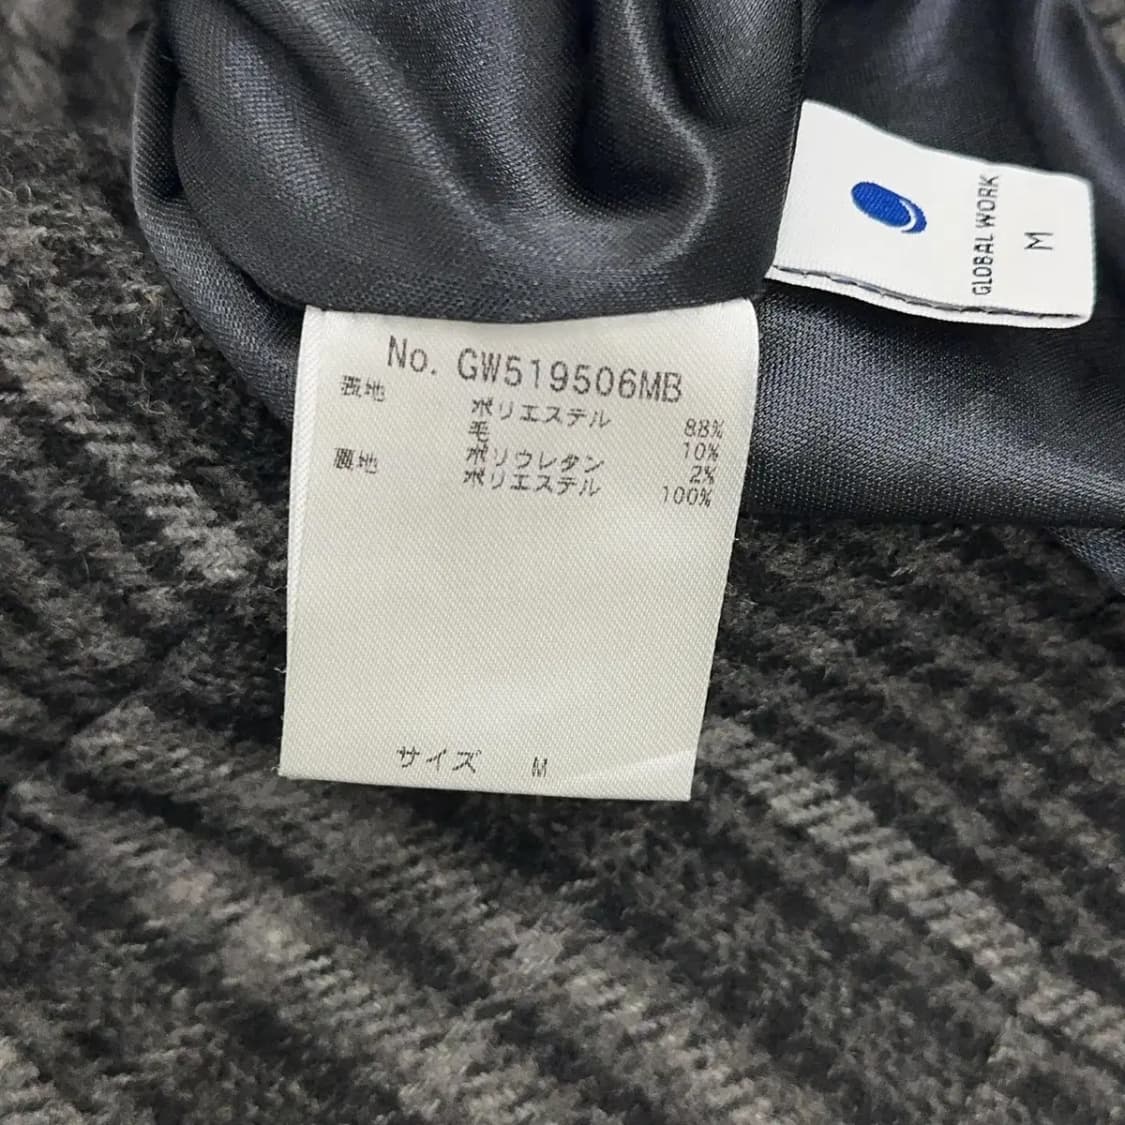 No. GW519506MB
表地
ポリエステル 88%
毛 10%
ポリウレタン 2%
裏地 ポリエステル 100%
サイズ M
GLOBAL WORK
M